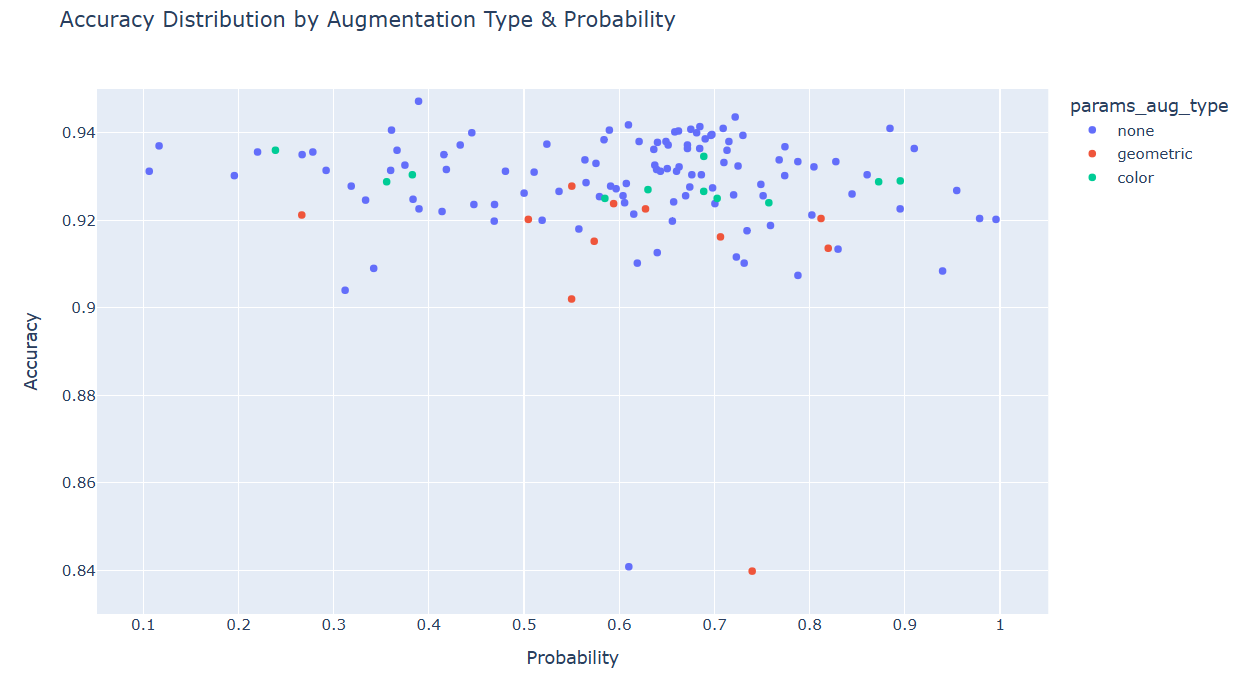 Accuracy Distribution by Augmentation Type & Probability
params_aug_type
none
geometric
color
Accuracy
0.94
0.92
0.9
0.88
0.86
0.84
0.1 0.2 0.3 0.4 0.5 0.6 0.7 0.8 0.9 1
Probability